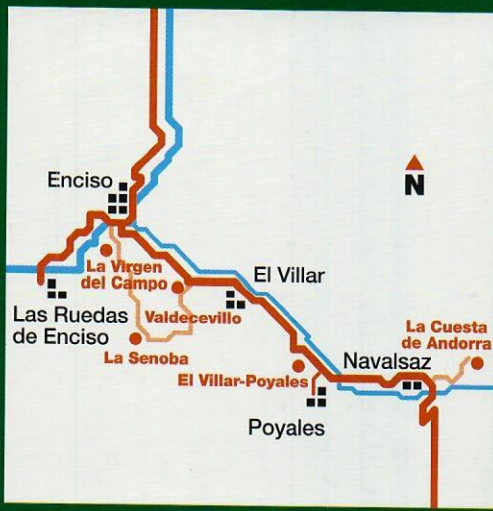 Enciso
N
La Virgen
del Campo
El Villar
Las Ruedas
de Enciso
Valdecevillo
La Senoba
La Cuesta
de Andorra
Navalsaz
El Villar-Poyales
Poyales